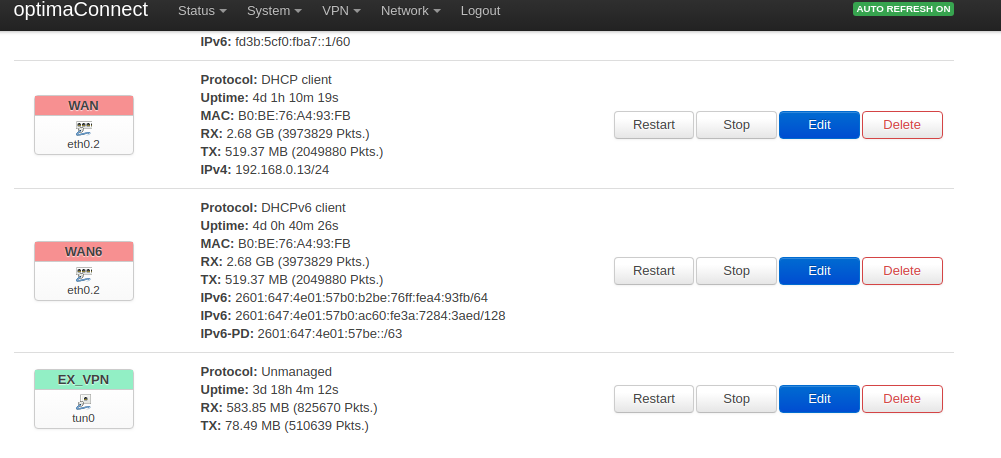 optimaConnect Status System VPN Network Logout AUTO REFRESH ON
IPv6: fd3b:5cf0:fba7::1/60
Protocol: DHCP client
Uptime: 4d 1h 10m 19s
WAN
MAC: B0:BE:76:A4:93:FB
Restart Stop Edit Delete
RX: 2.68 GB (3973829 Pkts.)
eth0.2
TX: 519.37 MB (2049880 Pkts.)
IPv4: 192.168.0.13/24
Protocol: DHCPv6 client
Uptime: 4d 0h 40m 26s
WAN6
MAC: B0:BE:76:A4:93:FB
RX: 2.68 GB (3973829 Pkts.)
Restart Stop Edit Delete
TX: 519.37 MB (2049880 Pkts.)
eth0.2
IPv6: 2601:647:4e01:57b0:b2be:76ff:fea4:93fb/64
IPv6: 2601:647:4e01:57b0:ac60:fe3a:7284:3aed/128
IPv6-PD: 2601:647:4e01:57be::/63
Protocol: Unmanaged
EX_VPN
Uptime: 3d 18h 4m 12s
Restart Stop Edit Delete
RX: 583.85 MB (825670 Pkts.)
tun0
TX: 78.49 MB (510639 Pkts.)